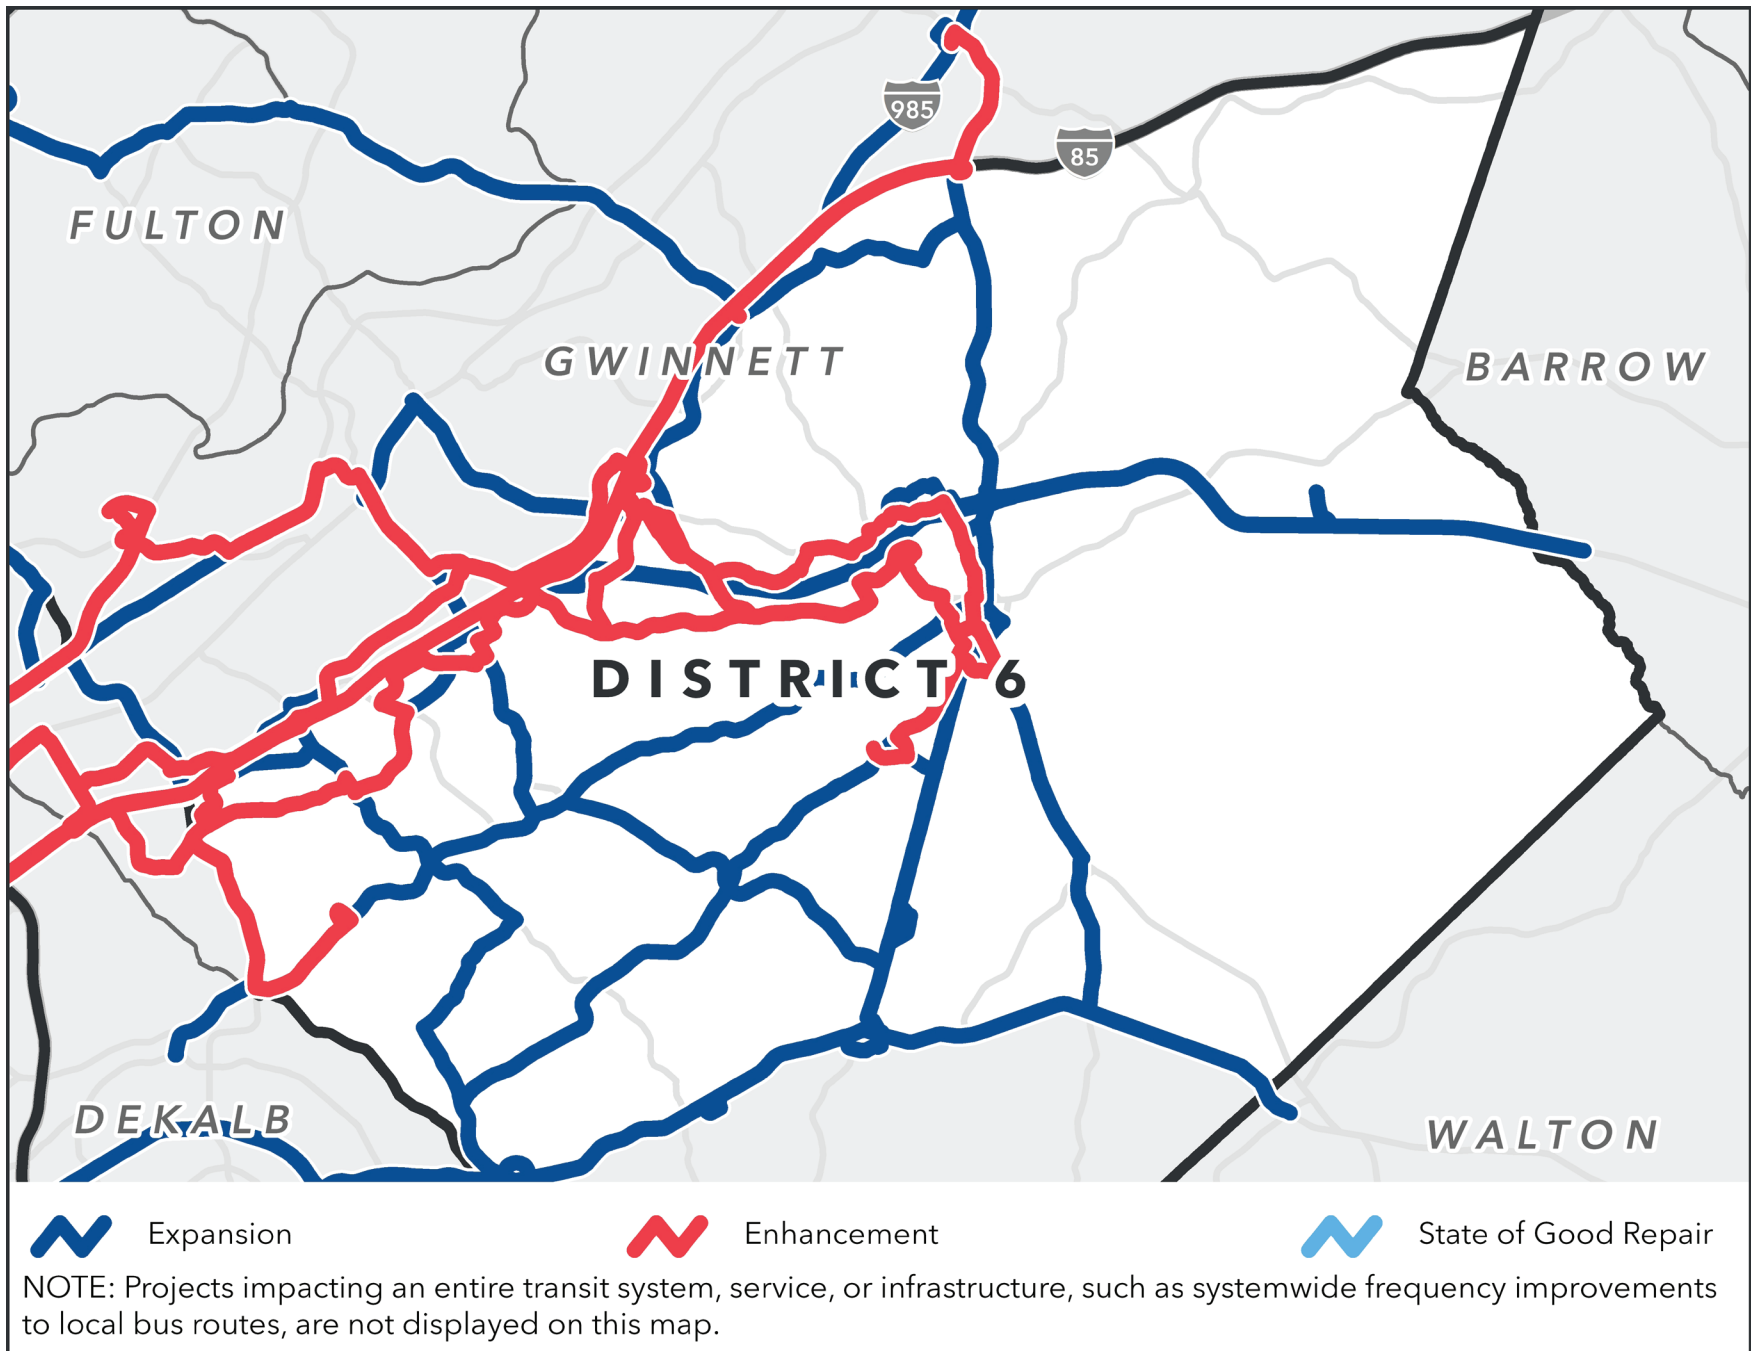 985
85
FULTON
GWINNETT
BARROW
DISTRICT 6
DEKALB
WALTON
Expansion
Enhancement
State of Good Repair
NOTE: Projects impacting an entire transit system, service, or infrastructure, such as systemwide frequency improvements
to local bus routes, are not displayed on this map.